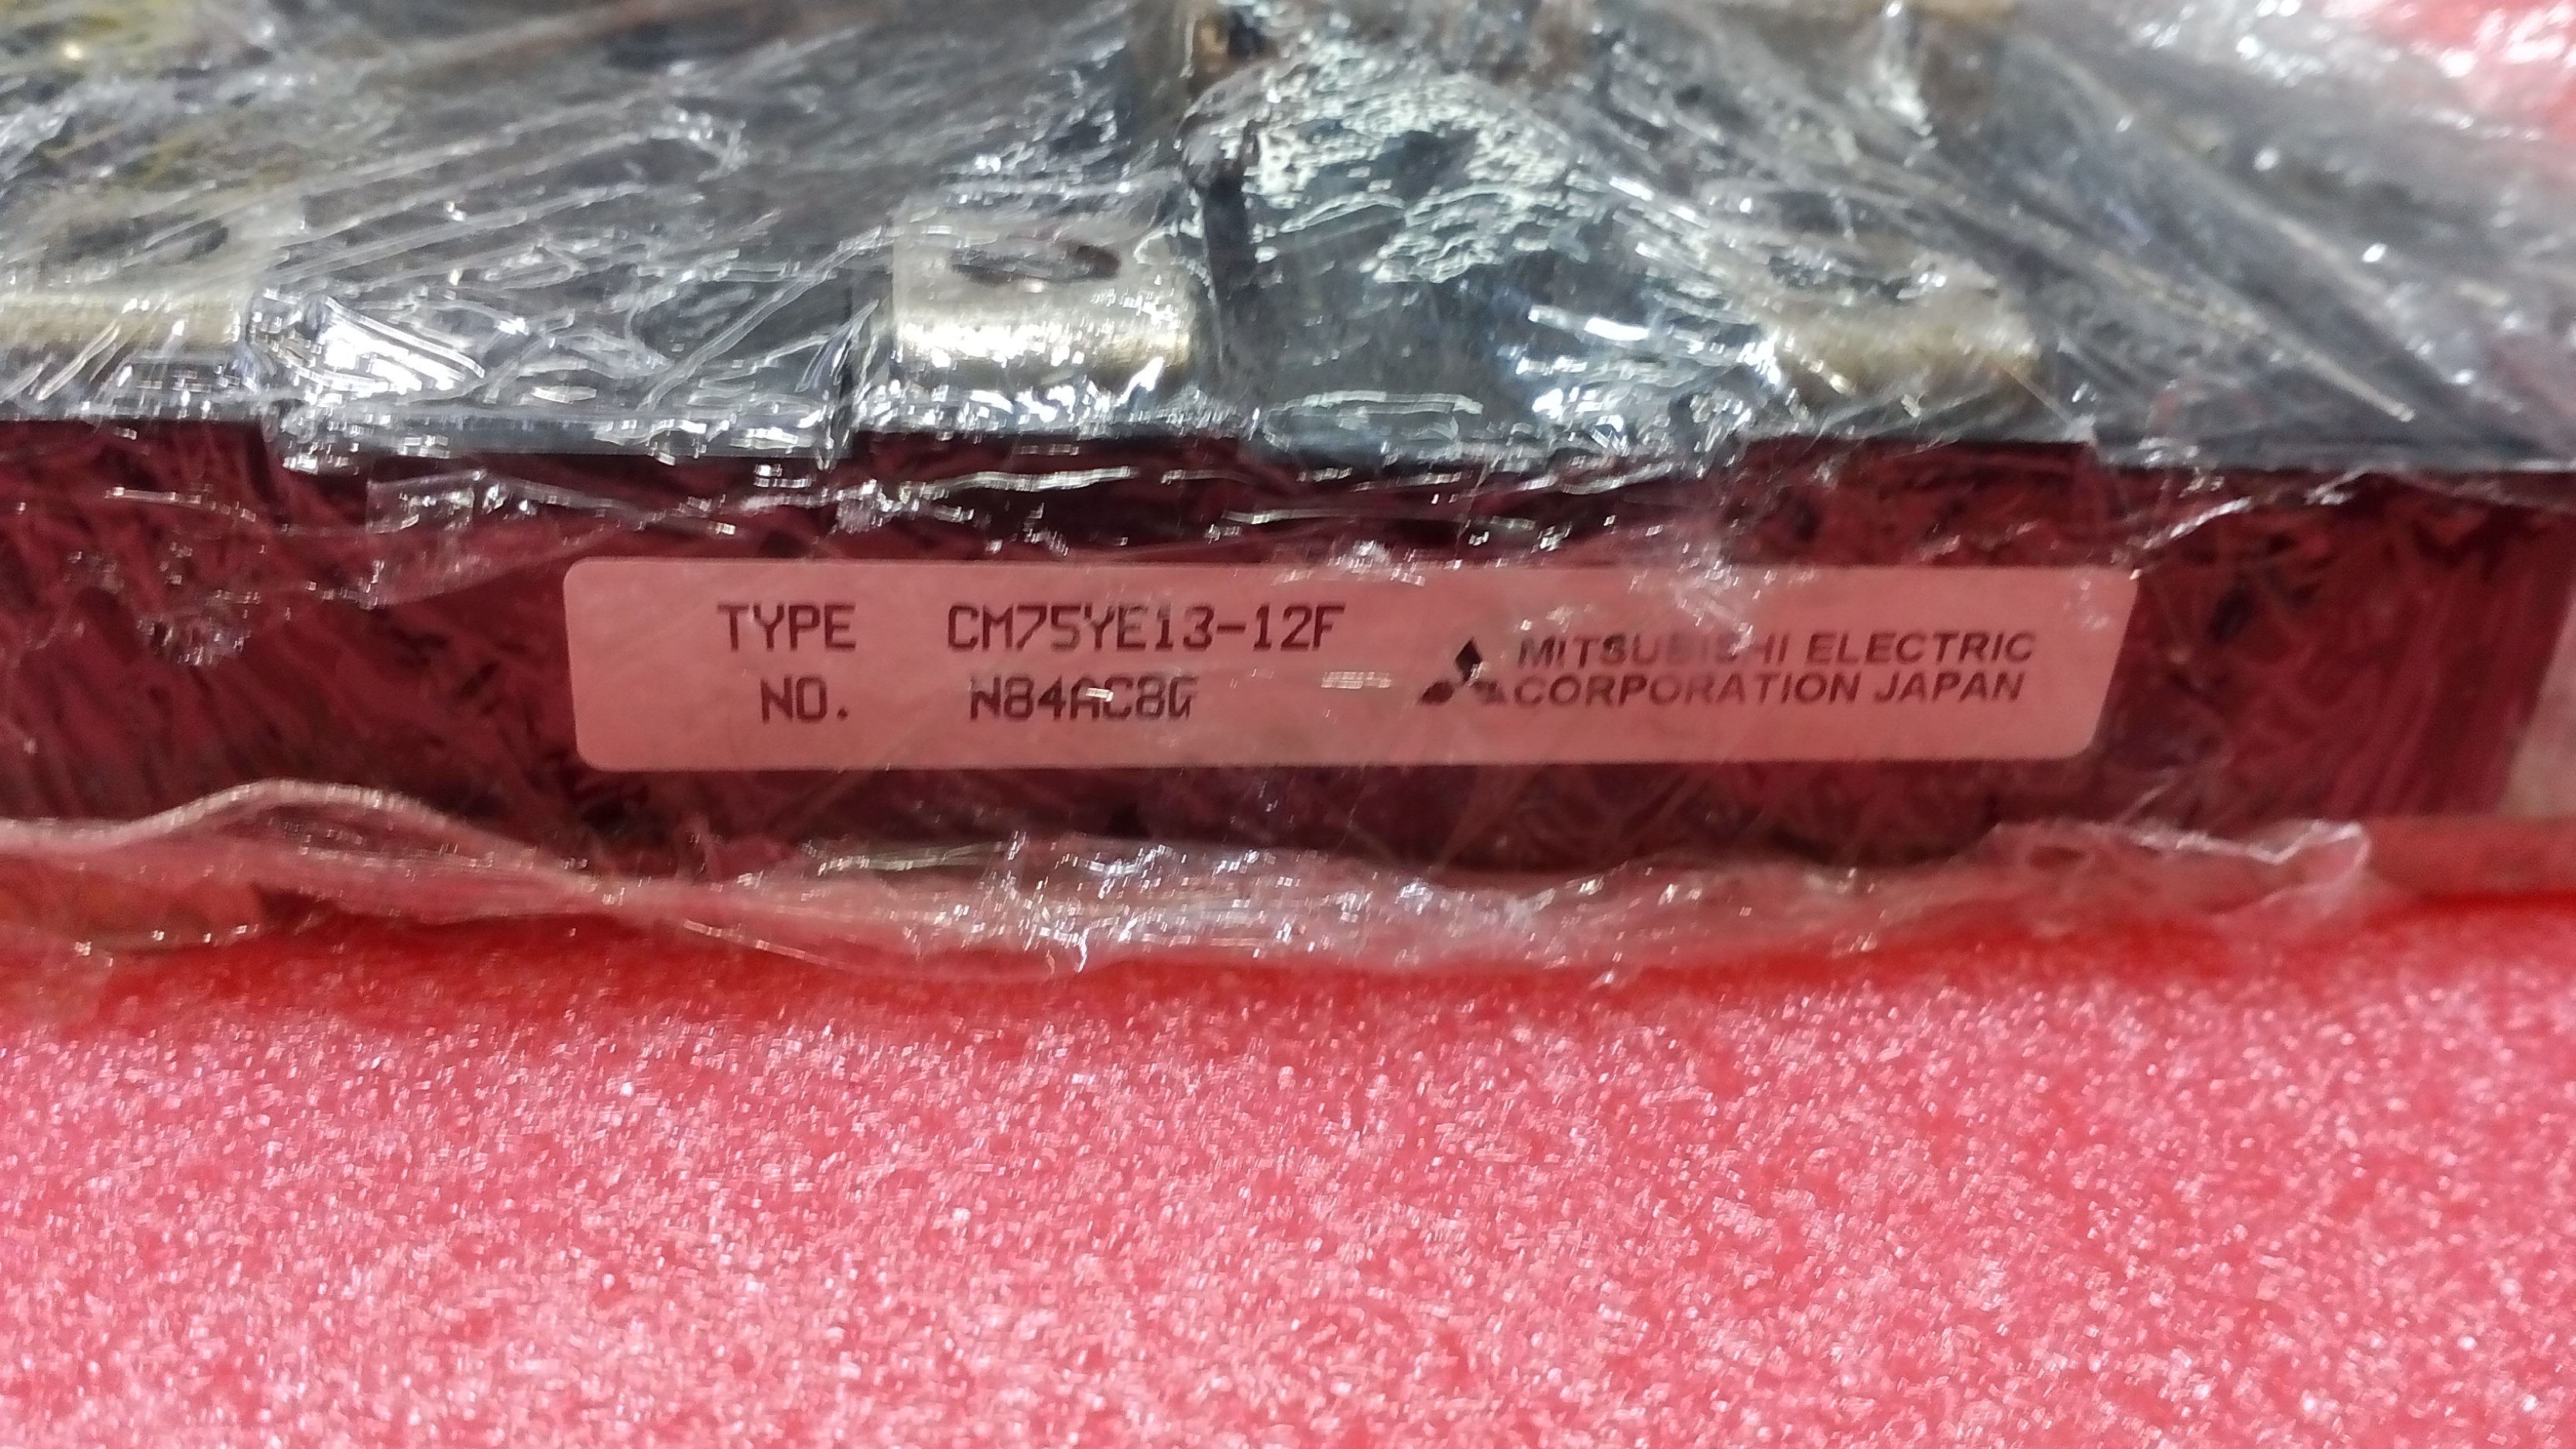 TYPE CM75YE13-12F
NO. N84AC8G
MITSUBISHI ELECTRIC
CORPORATION JAPAN